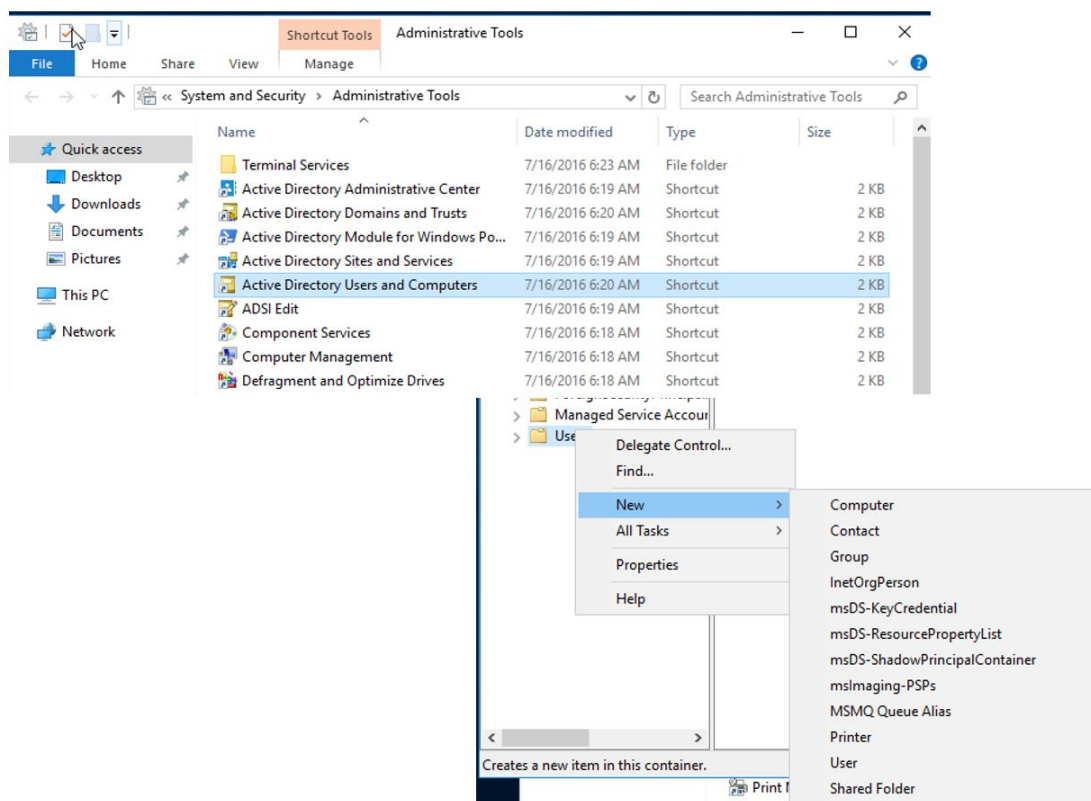 Shortcut Tools
Administrative Tools
File Home Share View Manage
« System and Security > Administrative Tools
Search Administrative Tools
Name Date modified Type Size
Quick access
Desktop
Downloads
Documents
Pictures
This PC
Network
Terminal Services 7/16/2016 6:23 AM File folder
Active Directory Administrative Center 7/16/2016 6:19 AM Shortcut 2 KB
Active Directory Domains and Trusts 7/16/2016 6:20 AM Shortcut 2 KB
Active Directory Module for Windows Po... 7/16/2016 6:19 AM Shortcut 2 KB
Active Directory Sites and Services 7/16/2016 6:19 AM Shortcut 2 KB
Active Directory Users and Computers 7/16/2016 6:20 AM Shortcut 2 KB
ADSI Edit 7/16/2016 6:19 AM Shortcut 2 KB
Component Services 7/16/2016 6:18 AM Shortcut 2 KB
Computer Management 7/16/2016 6:18 AM Shortcut 2 KB
Defragment and Optimize Drives 7/16/2016 6:18 AM Shortcut 2 KB
Managed Service Accour
Use
Delegate Control...
Find...
New
All Tasks
Properties
Help
Computer
Contact
Group
InetOrgPerson
msDS-KeyCredential
msDS-ResourcePropertyList
msDS-ShadowPrincipalContainer
msImaging-PSPs
MSMQ Queue Alias
Printer
User
Shared Folder
Creates a new item in this container.
Print